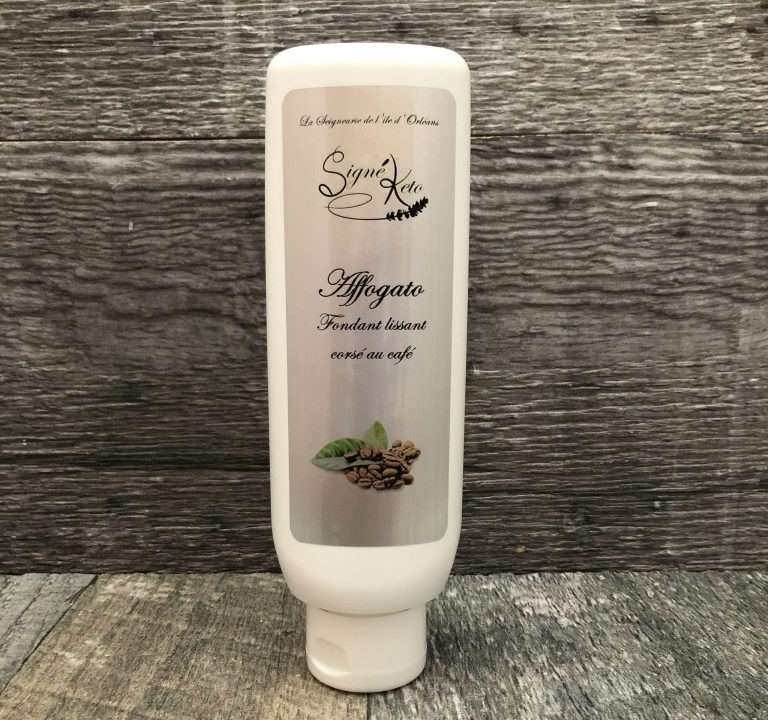 La Seigneurie de l'île d'Orléans
Signé
Keto
Affogato
Fondant lissant
corsé au café